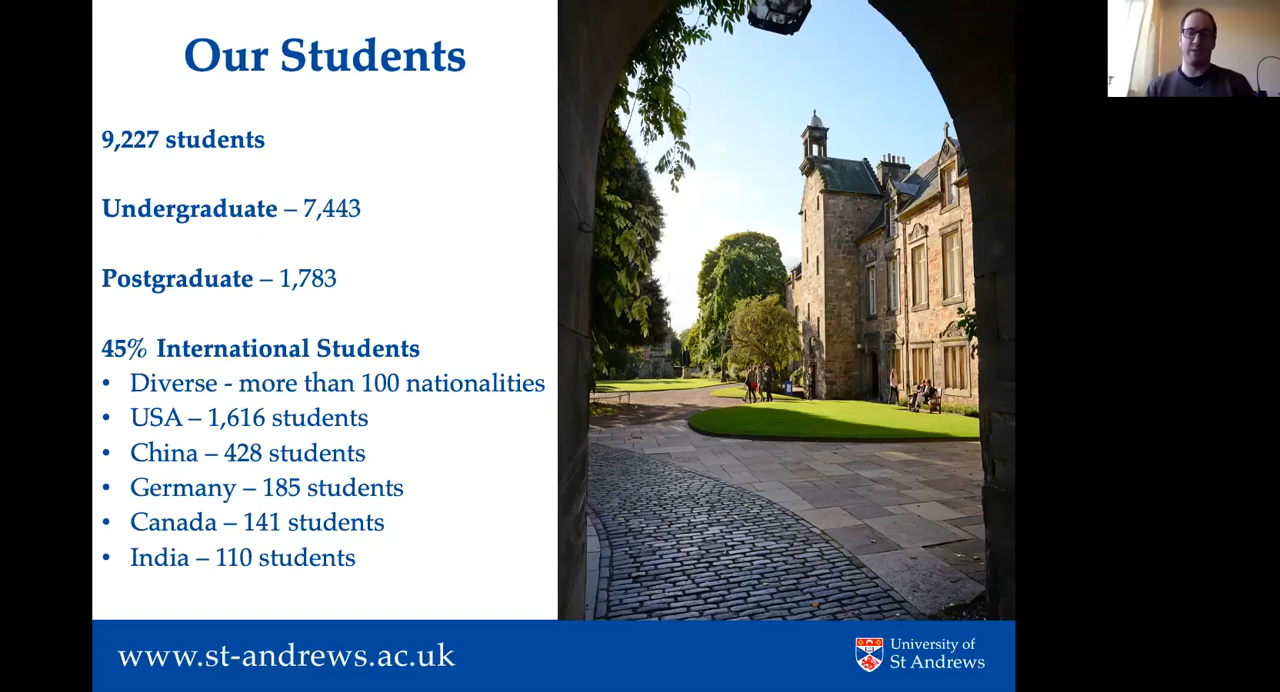 Our Students
9,227 students
Undergraduate – 7,443
Postgraduate – 1,783
45% International Students
• Diverse - more than 100 nationalities
• USA – 1,616 students
• China – 428 students
• Germany – 185 students
• Canada – 141 students
• India – 110 students
www.st-andrews.ac.uk
University of
St Andrews